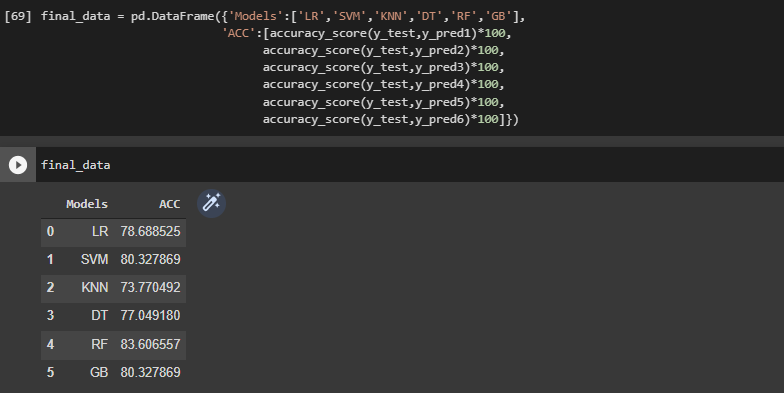 [69] final_data = pd.DataFrame({'Models':['LR','SVM','KNN','DT','RF','GB'],
'ACC':[accuracy_score(y_test,y_pred1)*100,
accuracy_score(y_test,y_pred2)*100,
accuracy_score(y_test,y_pred3)*100,
accuracy_score(y_test,y_pred4)*100,
accuracy_score(y_test,y_pred5)*100,
accuracy_score(y_test,y_pred6)*100]})
final_data
Models ACC
0 LR 78.688525
1 SVM 80.327869
2 KNN 73.770492
3 DT 77.049180
4 RF 83.606557
5 GB 80.327869